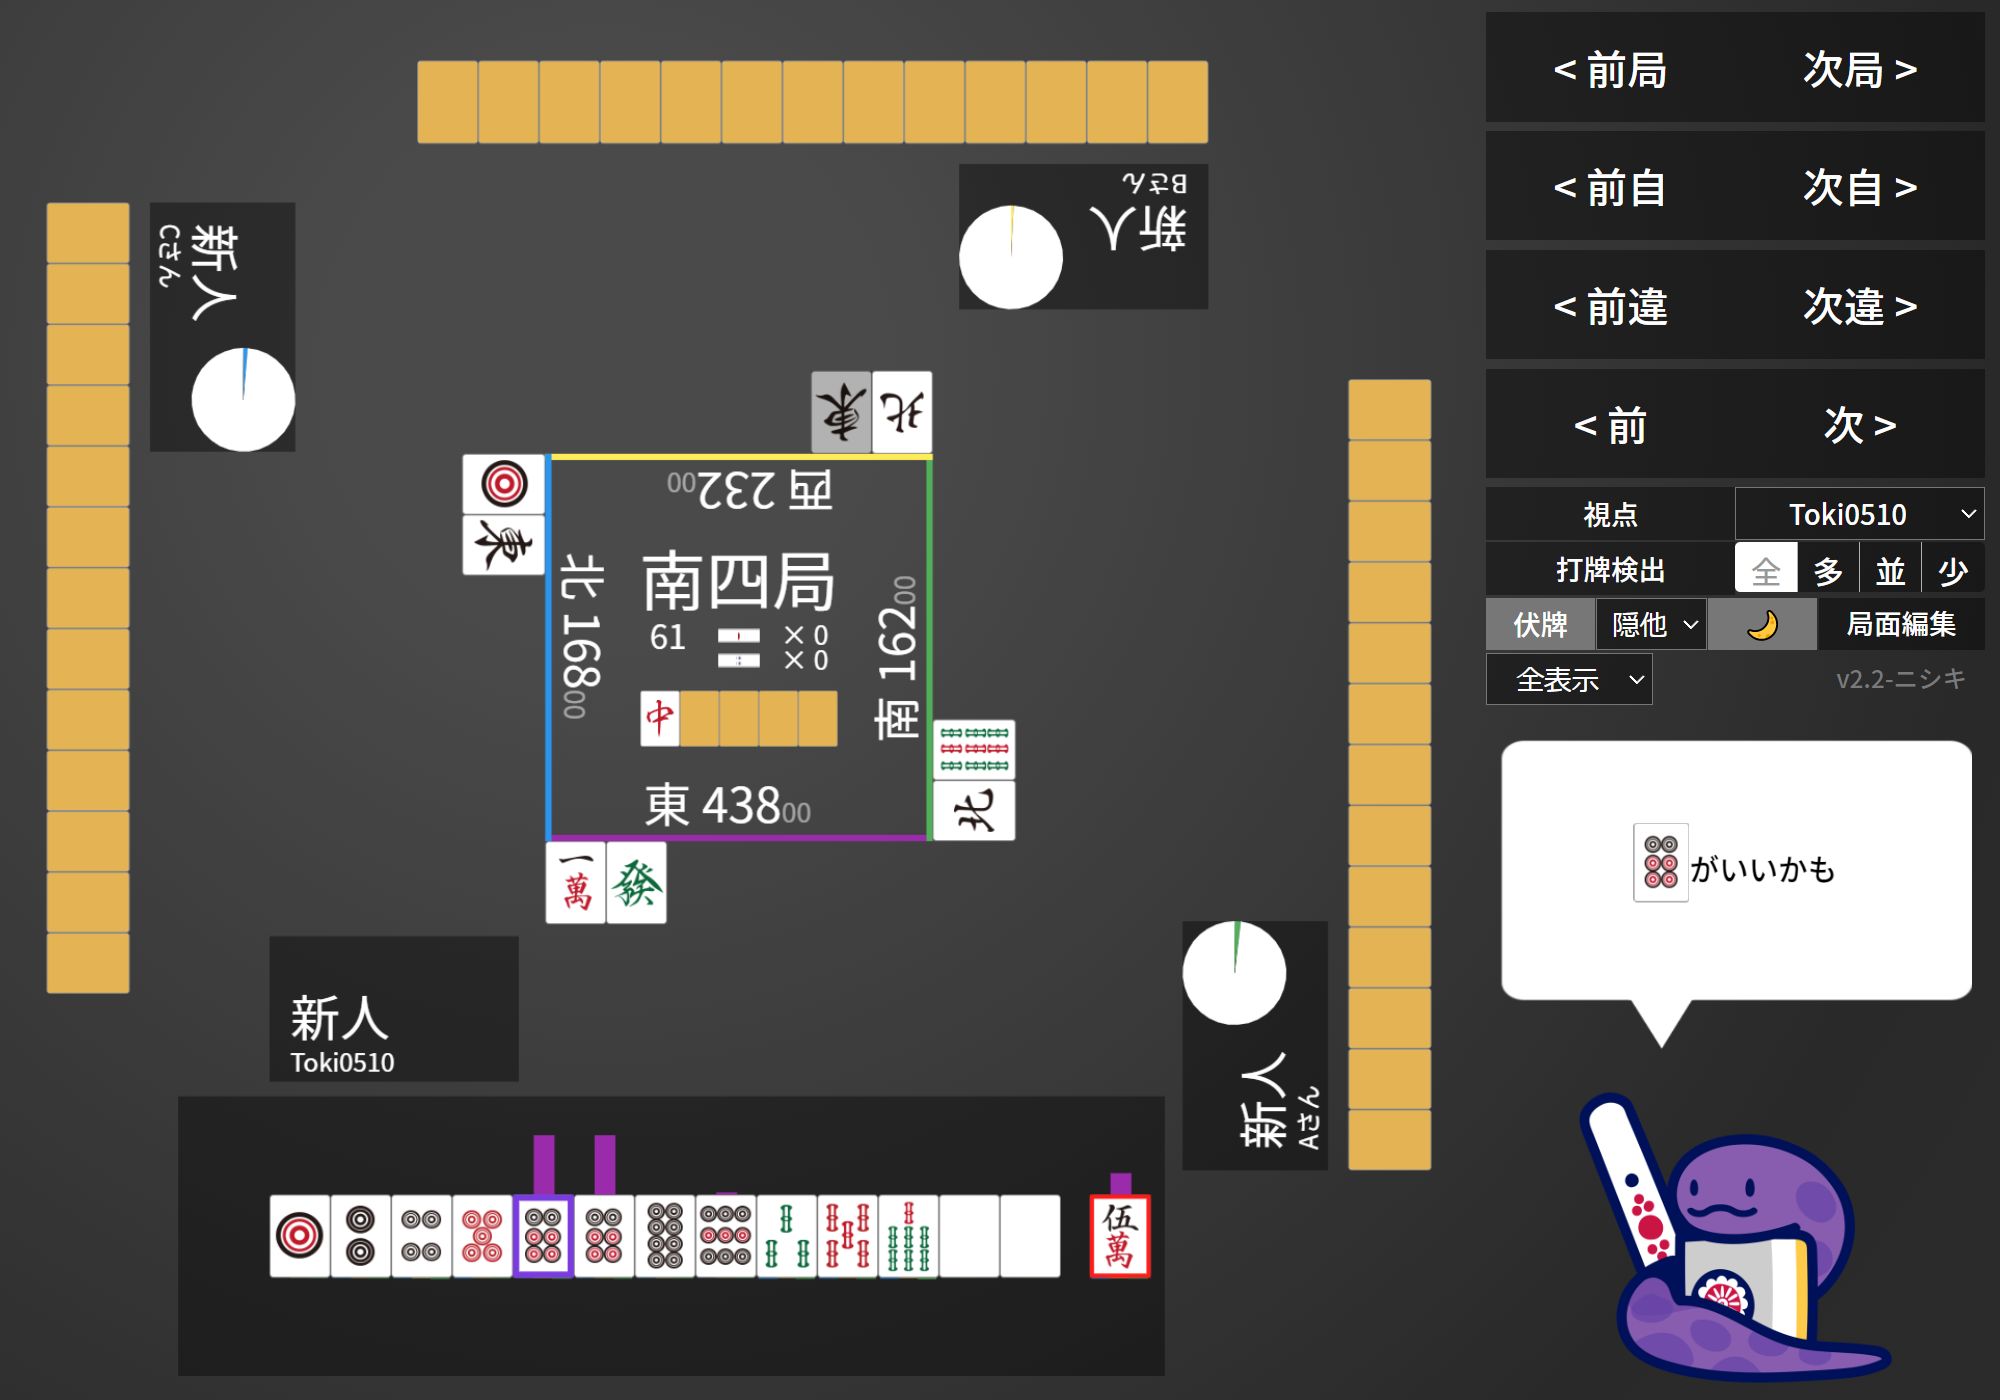 < 前局 次局 >
< 前自 次自 >
< 前違 次違 >
< 前 次 >
視点 Toki0510
打牌検出 全 多 並 少
伏牌 隠他 🌙 局面編集
全表示 v2.2-ニシキ
がいいかも
新人
Bさん
新人
Cさん
東 北
東
西 23200
北 16800
南 16200
南四局
61 × 0
× 0
中
東 43800
北
一萬 發
新人
Toki0510
新人
Aさん
伍萬